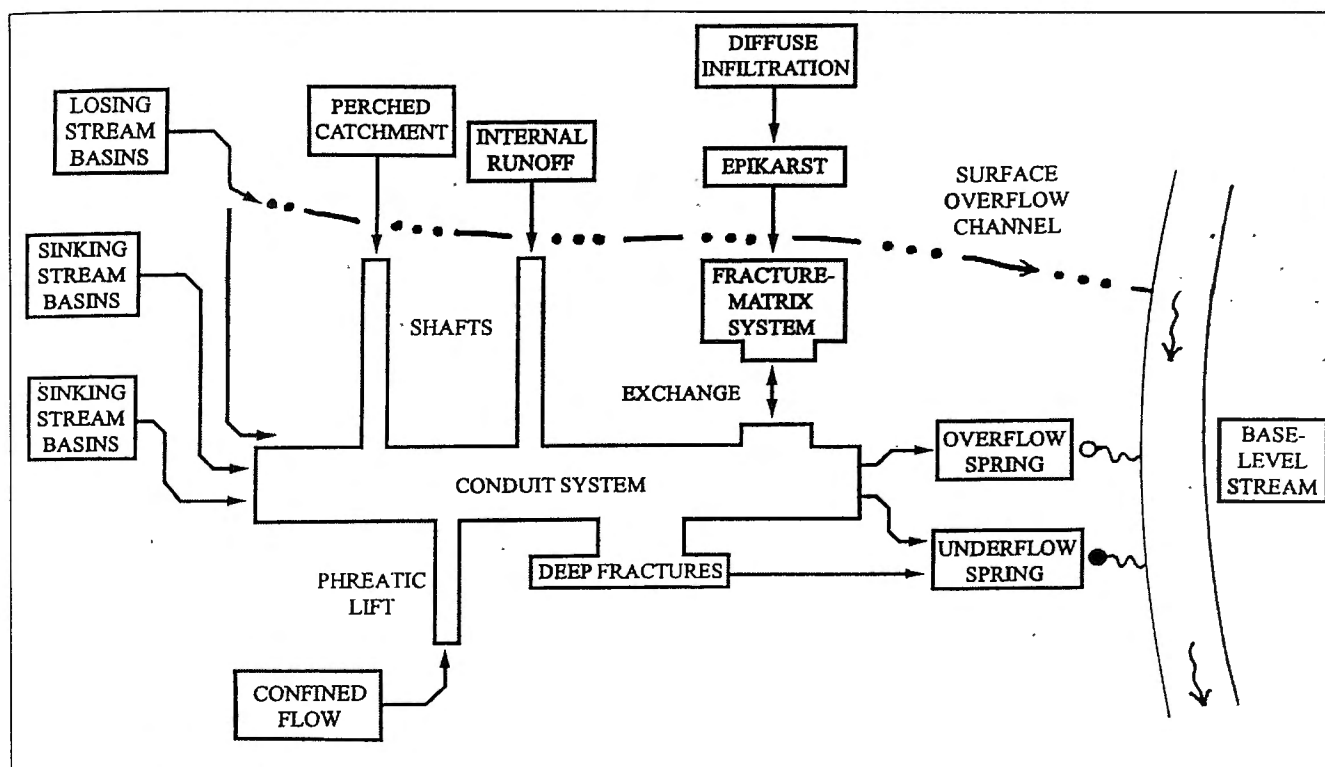 DIFFUSE
INFILTRATION
LOSING
STREAM
BASINS
PERCHED
CATCHMENT
INTERNAL
RUNOFF
EPIKARST
SURFACE
OVERFLOW
CHANNEL
SINKING
STREAM
BASINS
FRACTURE-
MATRIX
SYSTEM
SHAFTS
EXCHANGE
SINKING
STREAM
BASINS
CONDUIT SYSTEM
OVERFLOW
SPRING
BASE-
LEVEL
STREAM
PHREATIC
LIFT
DEEP FRACTURES
UNDERFLOW
SPRING
CONFINED
FLOW